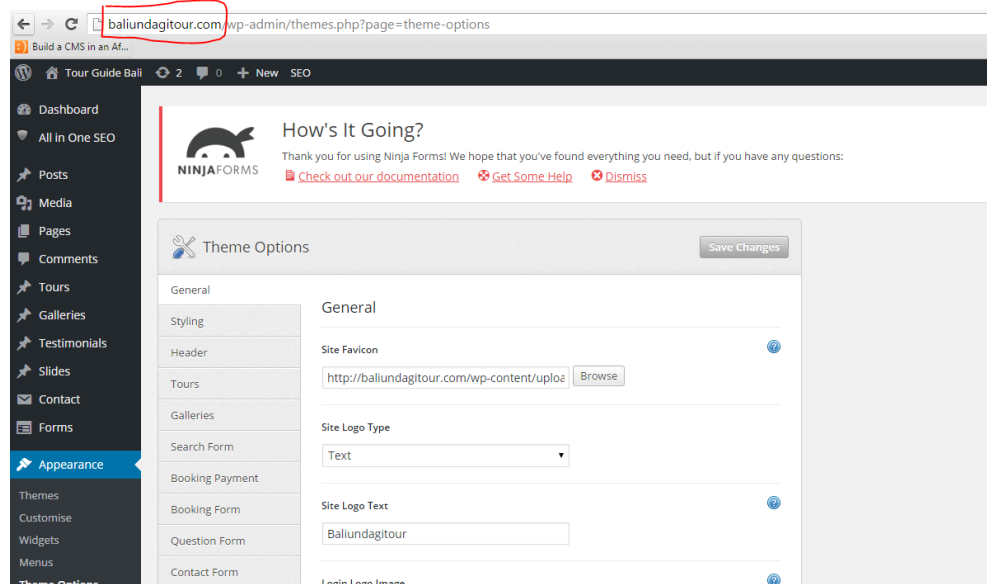 baliundagitour.com/wp-admin/themes.php?page=theme-options
Build a CMS in an Af...
Tour Guide Bali 2 0 + New SEO
Dashboard
All in One SEO
Posts
Media
Pages
Comments
Tours
Galleries
Testimonials
Slides
Contact
Forms
Appearance
Themes
Customise
Widgets
Menus
Theme Options
NINJAFORMS
How's It Going?
Thank you for using Ninja Forms! We hope that you've found everything you need, but if you have any questions:
Check out our documentation Get Some Help Dismiss
Theme Options
Save Changes
General
Styling
Header
Tours
Galleries
Search Form
Booking Payment
Booking Form
Question Form
Contact Form
General
Site Favicon
http://baliundagitour.com/wp-content/uploa
Browse
Site Logo Type
Text
Site Logo Text
Baliundagitour
Login Logo Image